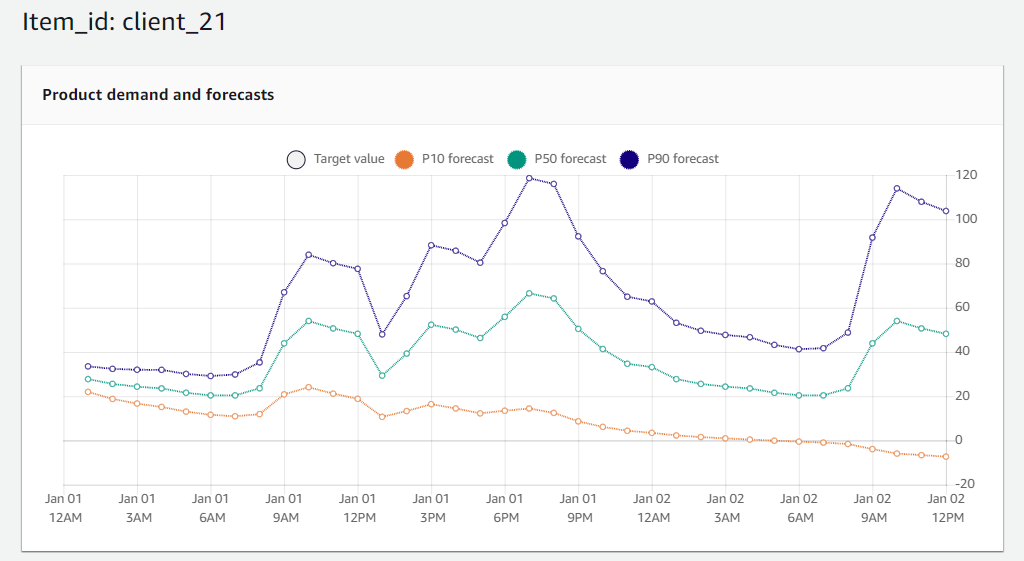 Item_id: client_21
Product demand and forecasts
Target value P10 forecast P50 forecast P90 forecast
120
100
80
60
40
20
0
-20
Jan 01 Jan 01 Jan 01 Jan 01 Jan 01 Jan 01 Jan 01 Jan 01 Jan 02 Jan 02 Jan 02 Jan 02 Jan 02
12AM 3AM 6AM 9AM 12PM 3PM 6PM 9PM 12AM 3AM 6AM 9AM 12PM